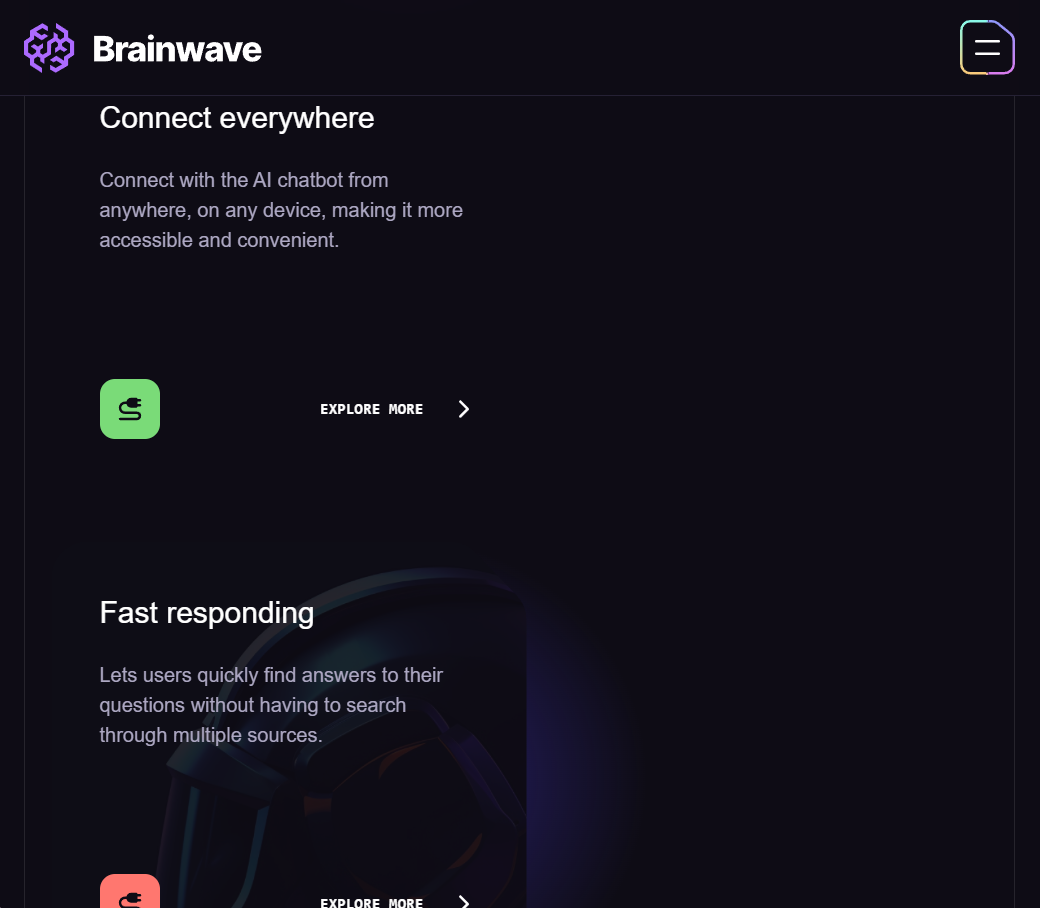 Brainwave
Connect everywhere
Connect with the AI chatbot from
anywhere, on any device, making it more
accessible and convenient.
EXPLORE MORE
Fast responding
Lets users quickly find answers to their
questions without having to search
through multiple sources.
EXPLORE MORE